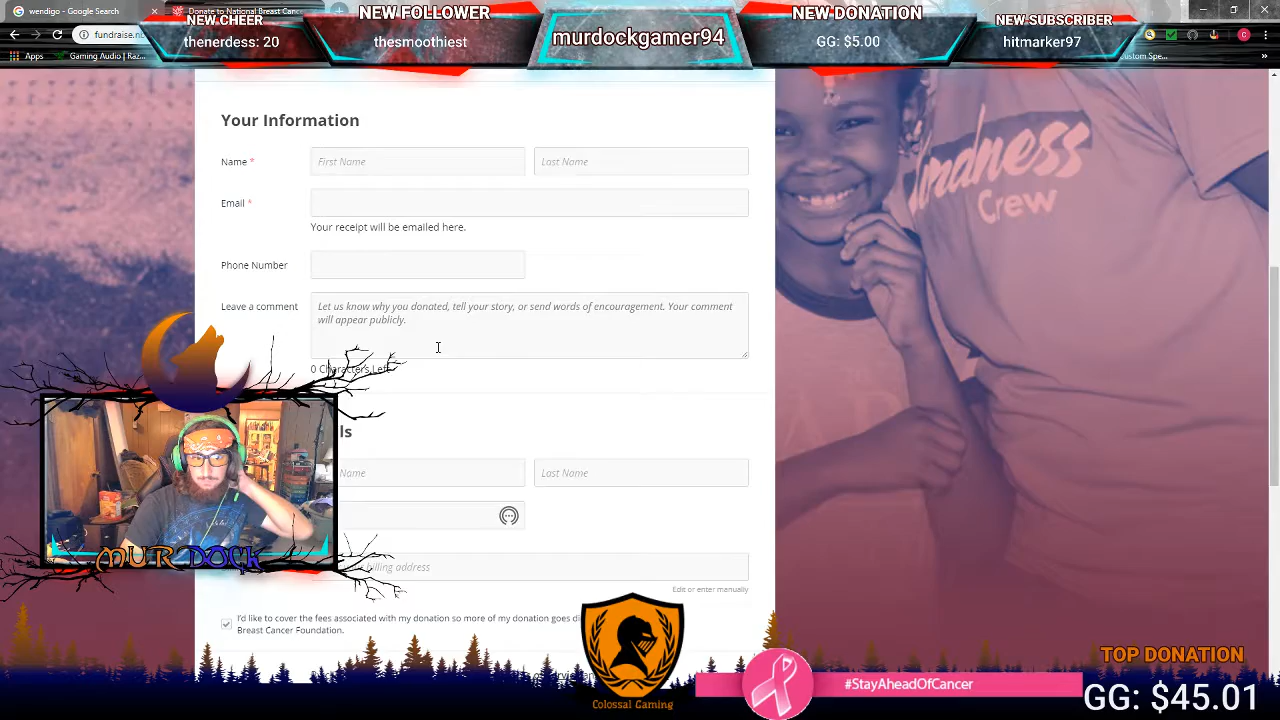 wendigo - Google Search
Donate to National Breast Canc
NEW CHEER
thenerdess: 20
NEW FOLLOWER
thesmoothiest
murdockgamer94
NEW DONATION
GG: $5.00
NEW SUBSCRIBER
hitmarker97
fundraise.n
Apps
Gaming Audio | Raz...
Custom Spe...
Your Information
Name *
First Name
Last Name
Email *
Your receipt will be emailed here.
Phone Number
Leave a comment
Let us know why you donated, tell your story, or send words of encouragement. Your comment
will appear publicly.
0 Characters Left
ls
Name
Last Name
billing address
Edit or enter manually
I'd like to cover the fees associated with my donation so more of my donation goes di
Breast Cancer Foundation.
kindness
Crew
MURDOCK
Colossal Gaming
#StayAheadOfCancer
TOP DONATION
GG: $45.01